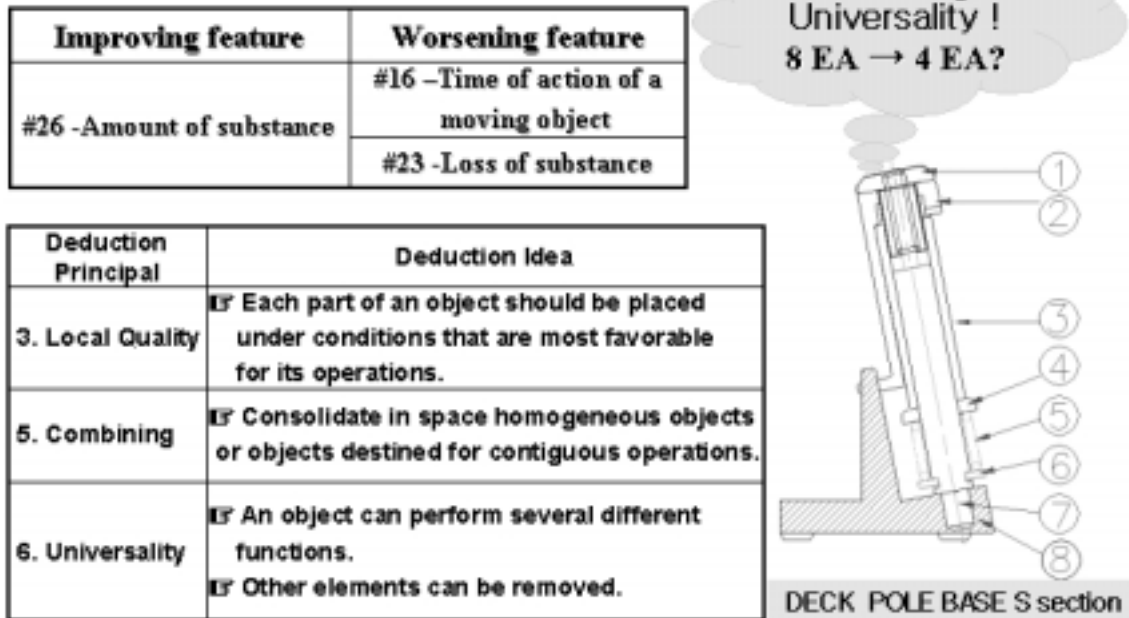 Improving feature
Worsening feature
#26 -Amount of substance
#16 –Time of action of a
moving object
#23 -Loss of substance
Universality !
8 EA → 4 EA?
Deduction
Principal
Deduction Idea
3. Local Quality
☞ Each part of an object should be placed
under conditions that are most favorable
for its operations.
5. Combining
☞ Consolidate in space homogeneous objects
or objects destined for contiguous operations.
6. Universality
☞ An object can perform several different
functions.
☞ Other elements can be removed.
①
②
③
④
⑤
⑥
⑦
⑧
DECK POLE BASE S section